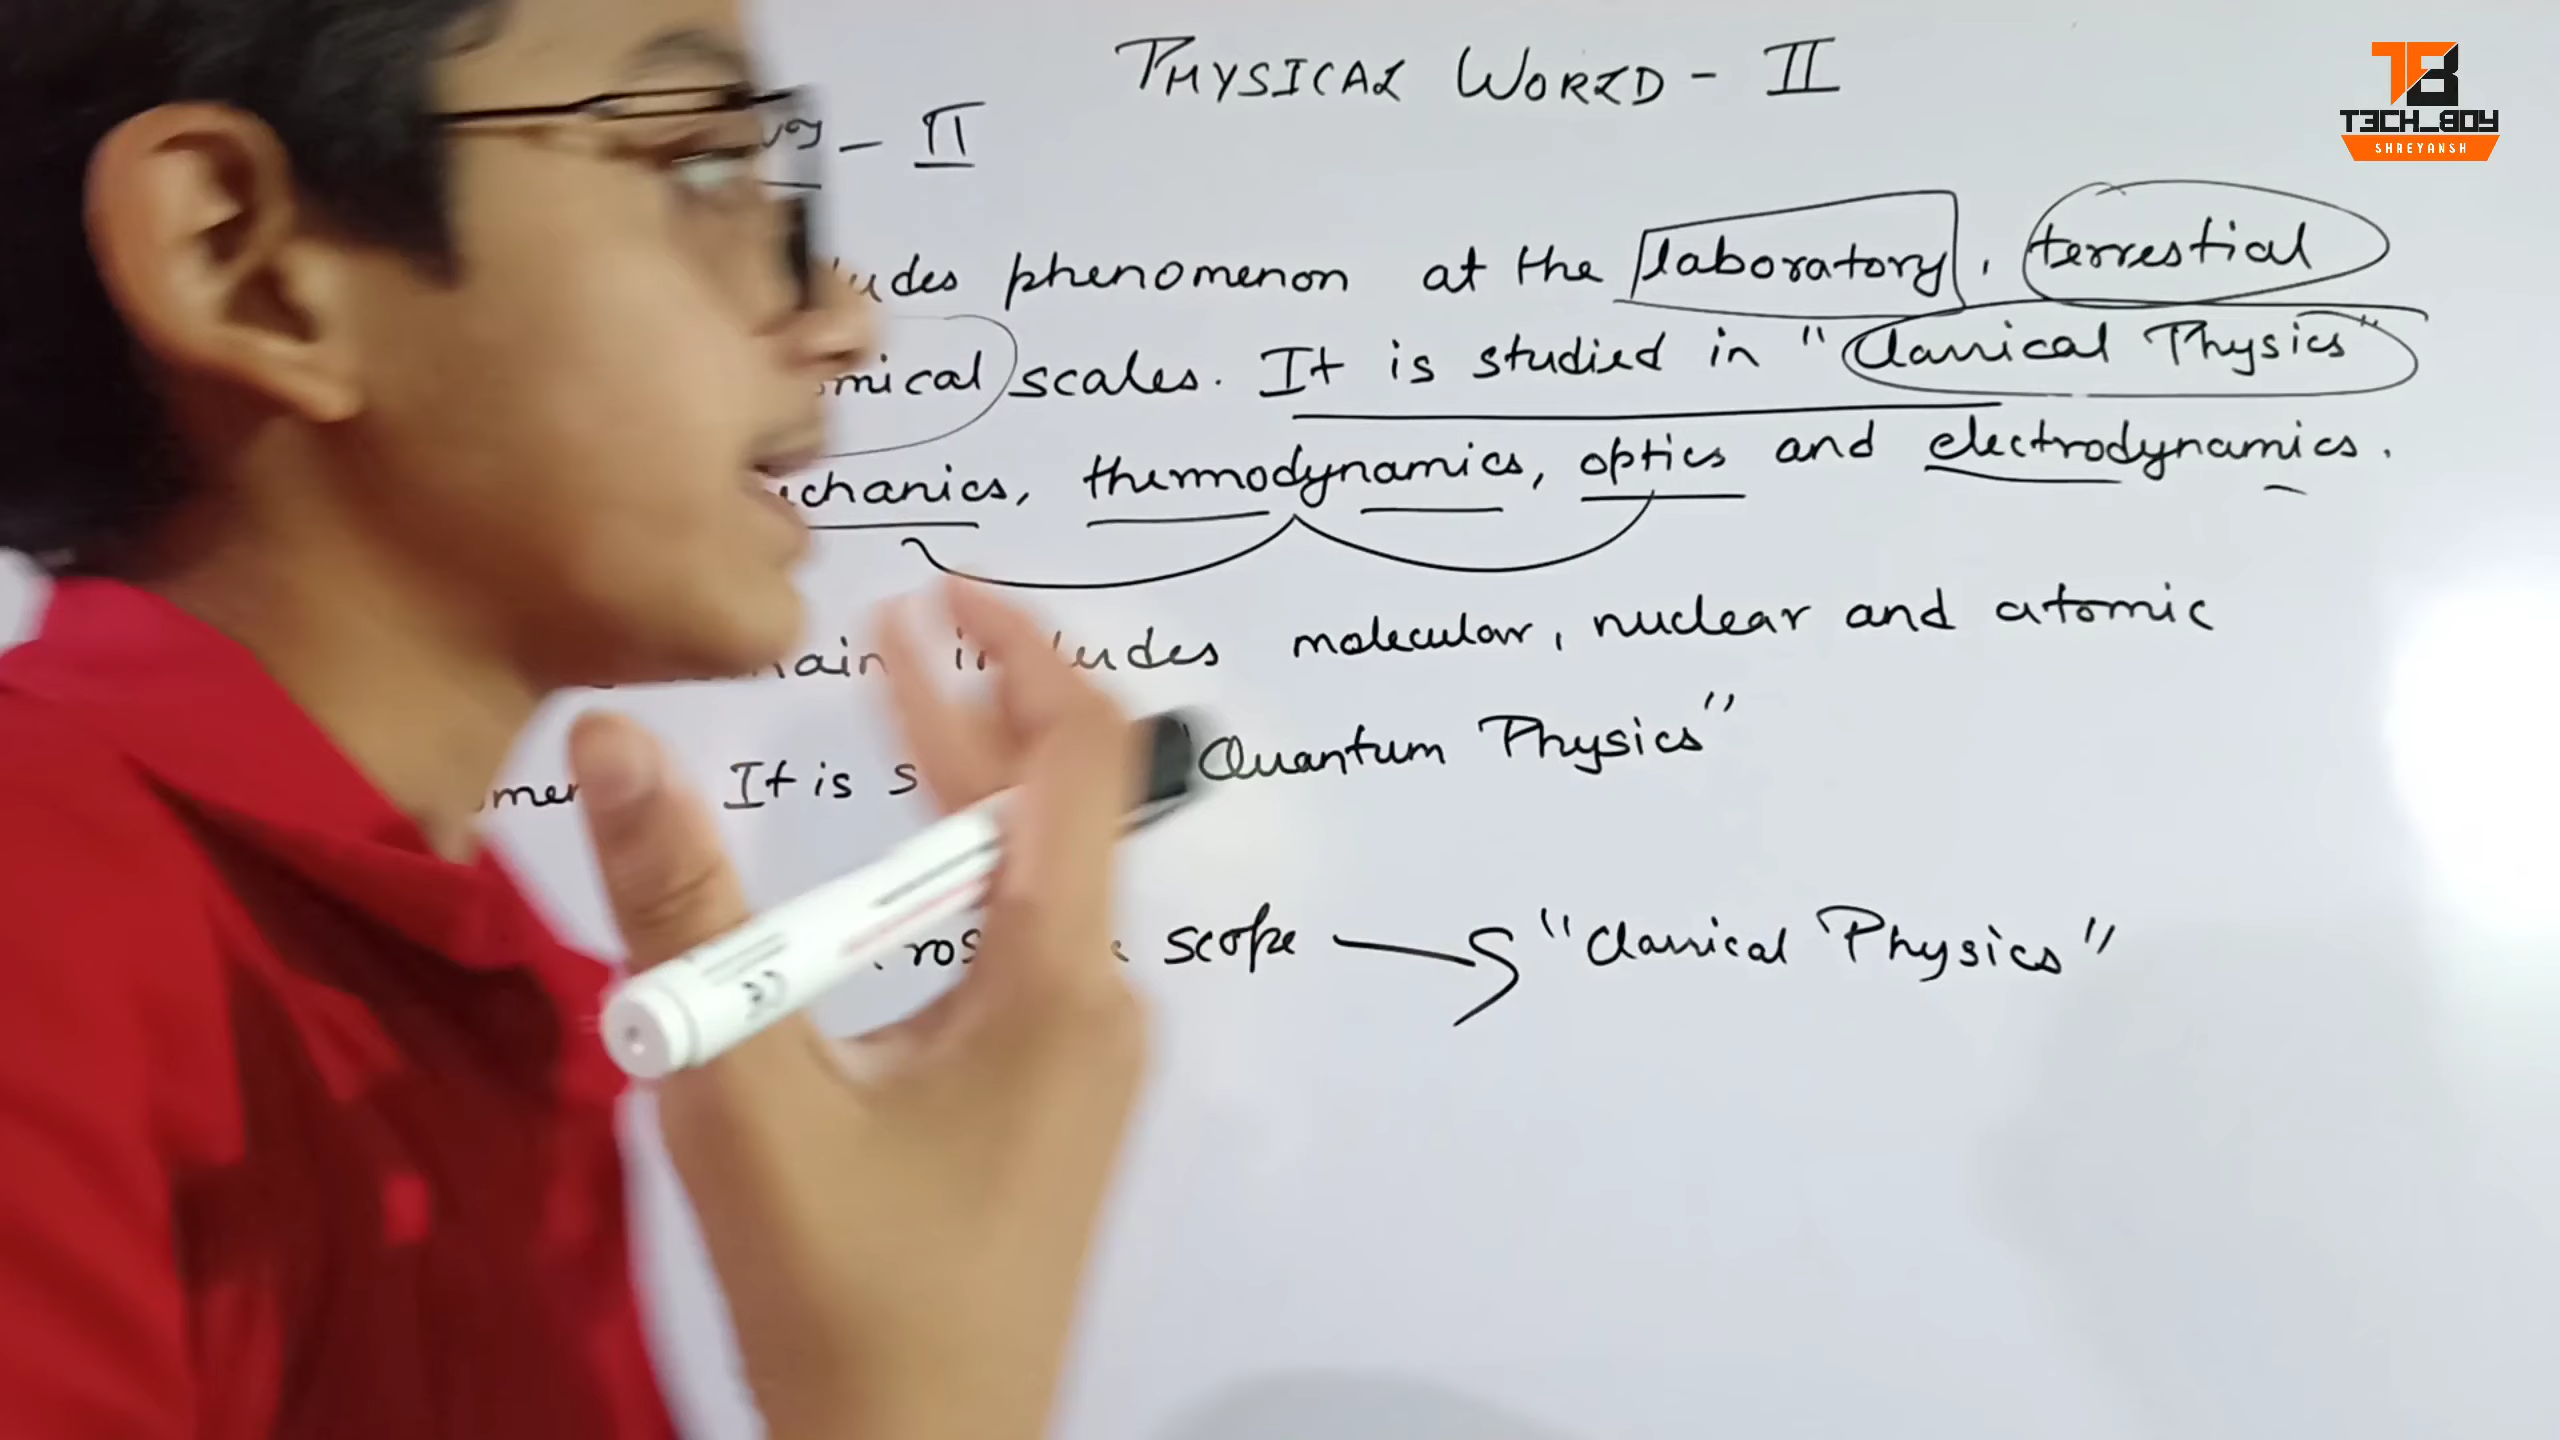 PHYSICAL WORLD - II
- II
phenomenon at the laboratory, terrestial
scales. It is studied in "Classical Physics"
thermodynamics, optics and electrodynamics.
molecular, nuclear and atomic
It is "Quantum Physics"
scope "Classical Physics"
TB
T3CH_BOY
SHREYANSH